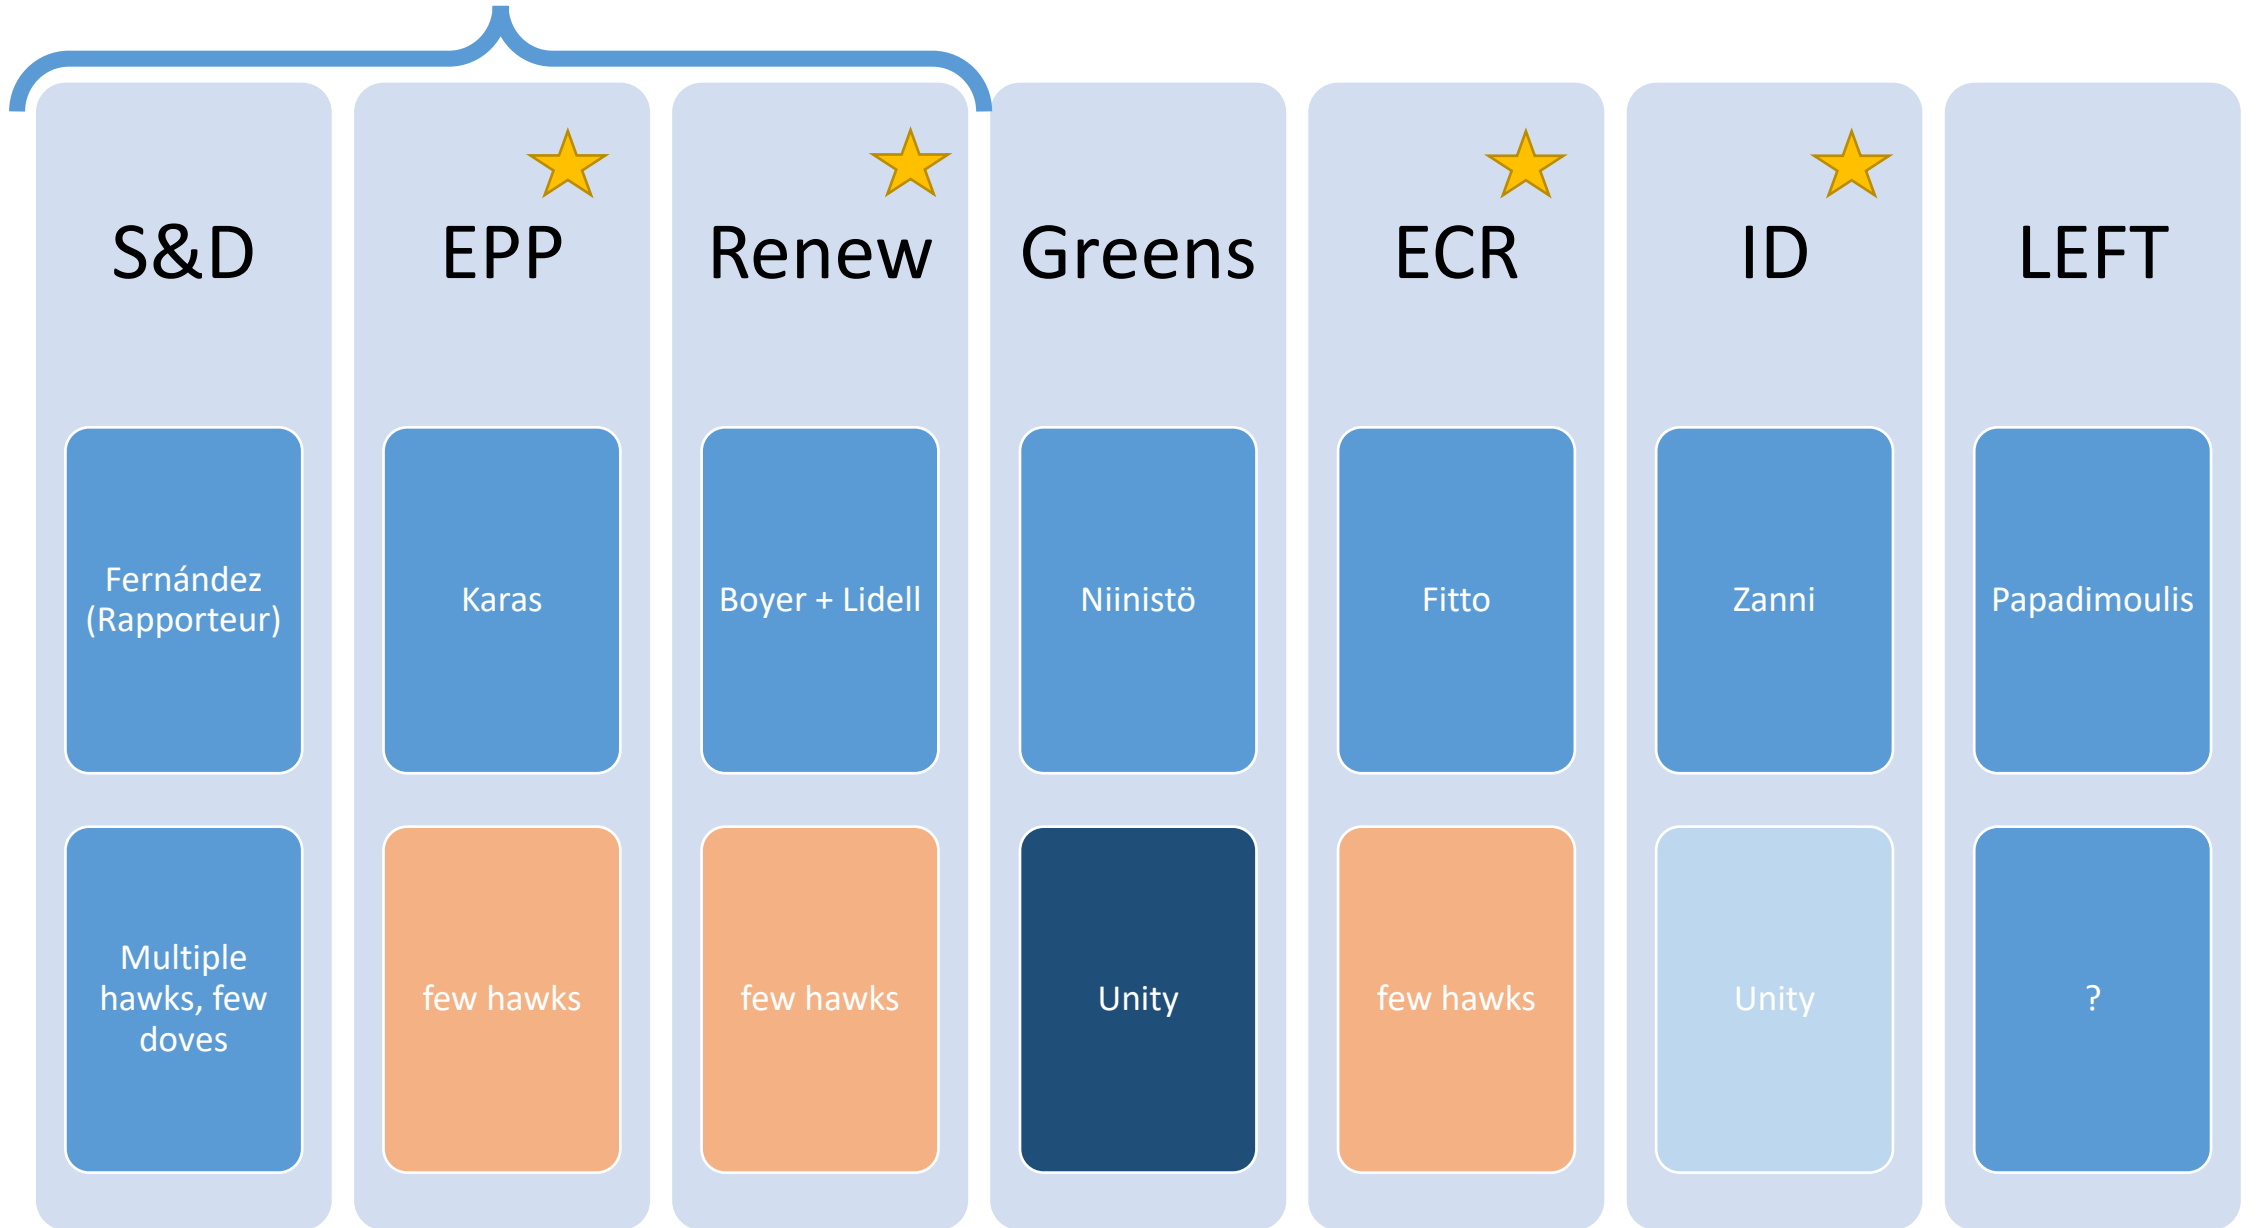 S&D
EPP
Renew
Greens
ECR
ID
LEFT
Fernández
(Rapporteur)
Karas
Boyer + Lidell
Niinistö
Fitto
Zanni
Papadimoulis
Multiple
hawks, few
doves
few hawks
few hawks
Unity
few hawks
Unity
?